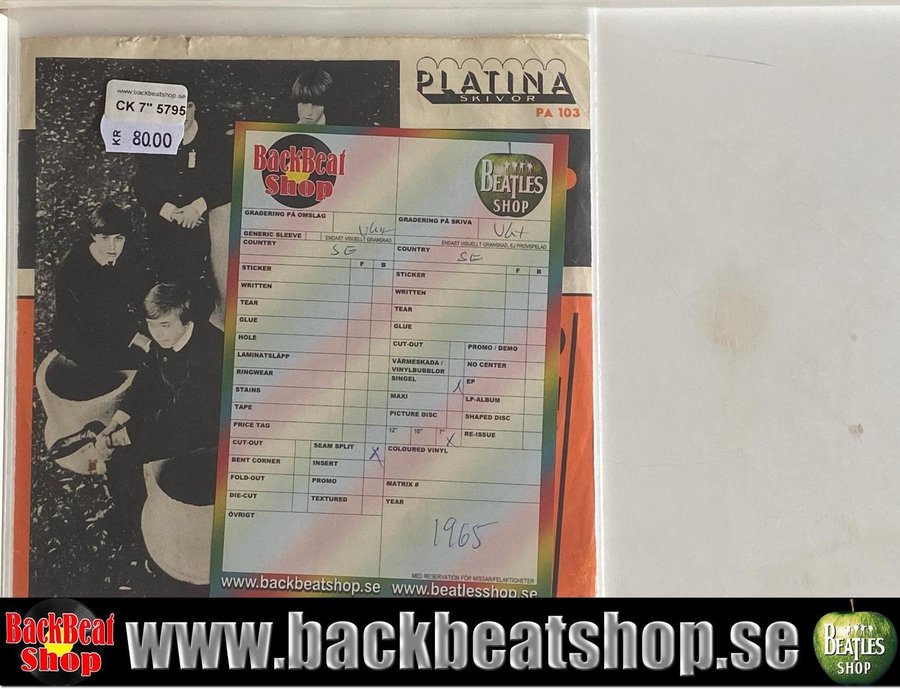 PLATINA
SKIVOR
PA 103
www.backbeatshop.se
CK 7" 5795
KR 80.00
BackBeat
Shop
BEATLES
SHOP
GRADERING PÅ OMSLAG
GRADERING PÅ SKIVA
VG+
GENERIC SLEEVE
ENDAST VISUELLT GRANSKAD
ENDAST VISUELLT GRANSKAD, EJ PROVSPELAD
COUNTRY
SE
COUNTRY
SE
F B
F B
STICKER
WRITTEN
TEAR
GLUE
HOLE
LAMINATSLÄPP
RINGWEAR
STAINS
TAPE
PRICE TAG
CUT-OUT
SEAM SPLIT X
BENT CORNER
INSERT
FOLD-OUT
PROMO
DIE-CUT
TEXTURED
ÖVRIGT
STICKER
WRITTEN
TEAR
GLUE
CUT-OUT
PROMO / DEMO
VÄRMESKADA /
VINYLBUBBLOR
NO CENTER
SINGEL
EP
MAXI
LP-ALBUM
PICTURE DISC
SHAPED DISC
12" 10" 7" X
RE-ISSUE
COLOURED VINYL
MATRIX #
YEAR
1965
MED RESERVATION FÖR MISSAR/FELAKTIGHETER
www.backbeatshop.se
www.beatlesshop.se
BackBeat
Shop
www.backbeatshop.se
BEATLES
SHOP